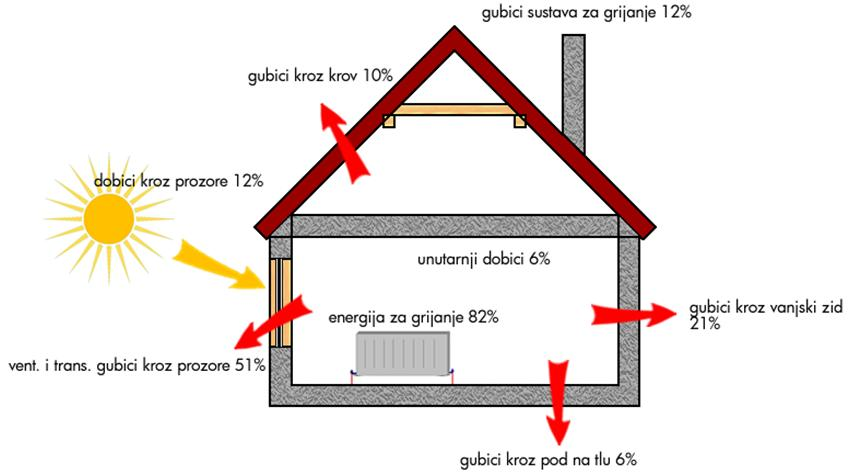 gubici sustava za grijanje 12%
gubici kroz krov 10%
dobici kroz prozore 12%
unutarnji dobici 6%
energija za grijanje 82%
gubici kroz vanjski zid
21%
vent. i trans. gubici kroz prozore 51%
gubici kroz pod na tlu 6%